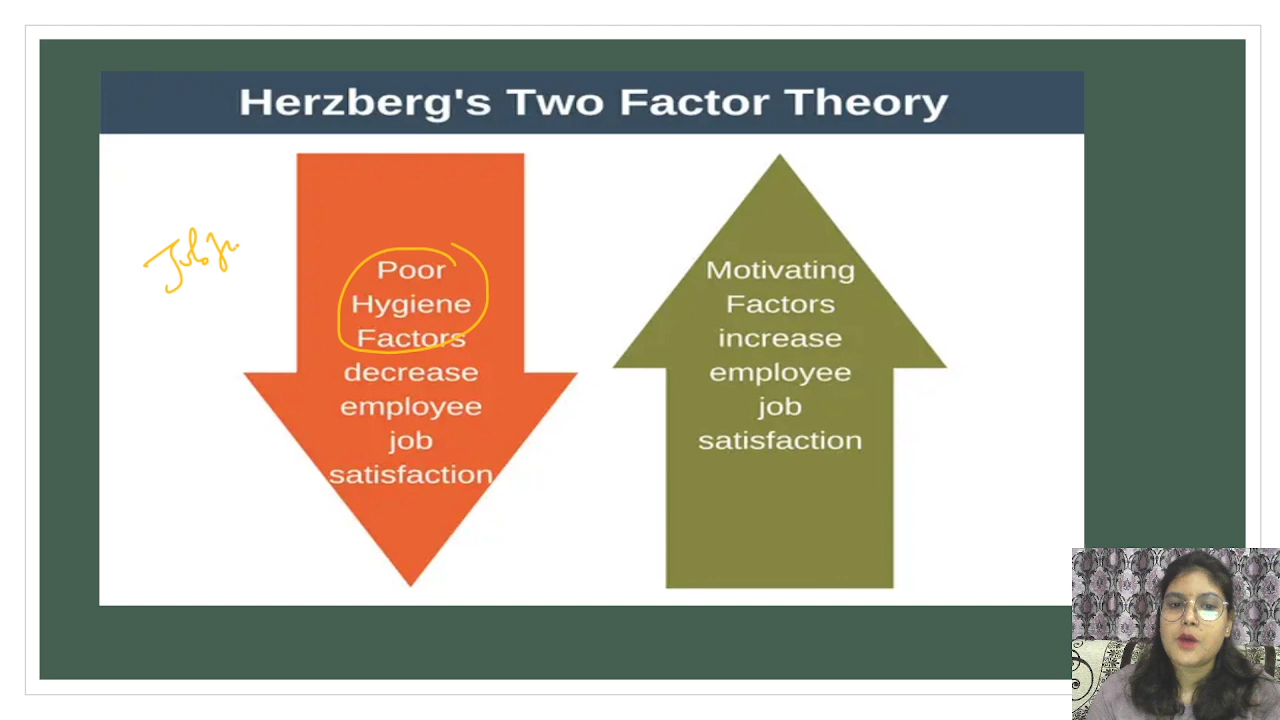 Herzberg's Two Factor Theory
Poor
Hygiene
Factors
decrease
employee
job
satisfaction
Motivating
Factors
increase
employee
job
satisfaction